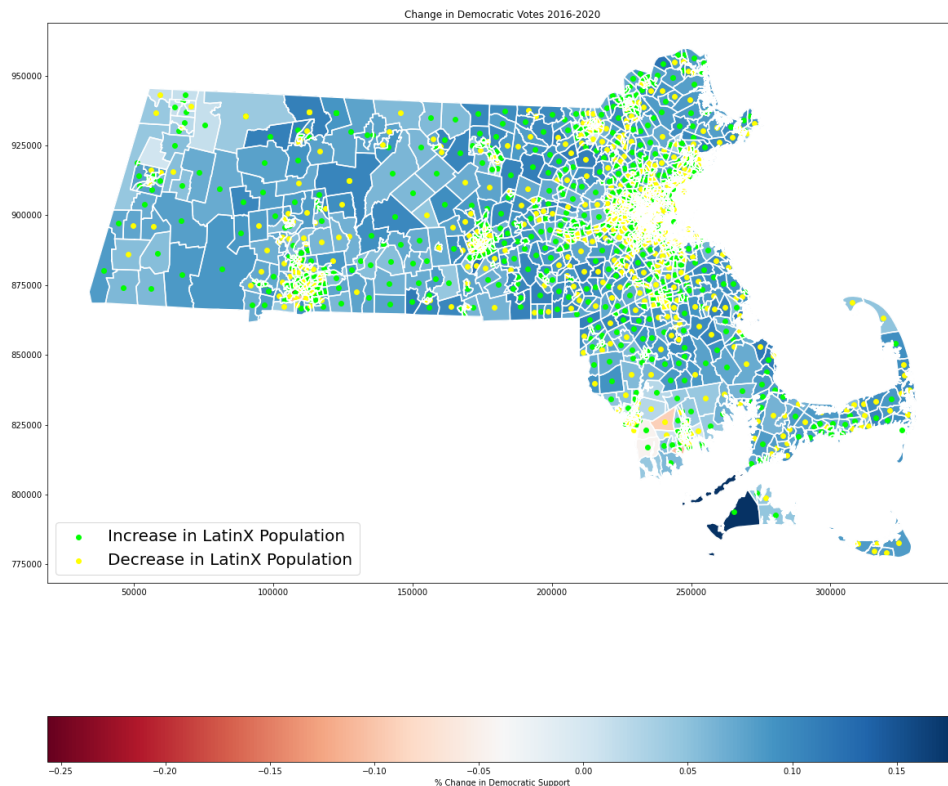 Change in Democratic Votes 2016-2020
950000
925000
900000
875000
850000
825000
800000
775000
Increase in LatinX Population
Decrease in LatinX Population
50000 100000 150000 200000 250000 300000
−0.25 −0.20 −0.15 −0.10 −0.05 0.00 0.05 0.10 0.15
% Change in Democratic Support